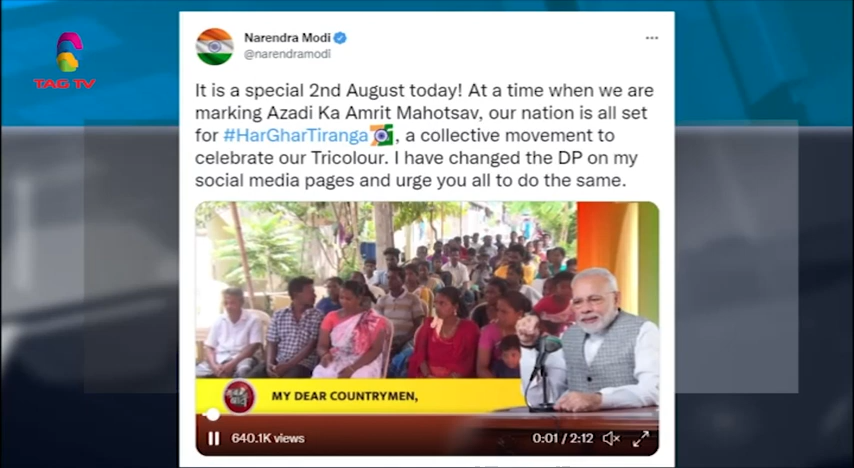 TAG TV
Narendra Modi
@narendramodi
It is a special 2nd August today! At a time when we are
marking Azadi Ka Amrit Mahotsav, our nation is all set
for #HarGharTiranga, a collective movement to
celebrate our Tricolour. I have changed the DP on my
social media pages and urge you all to do the same.
MY DEAR COUNTRYMEN,
640.1K views
0:01 / 2:12